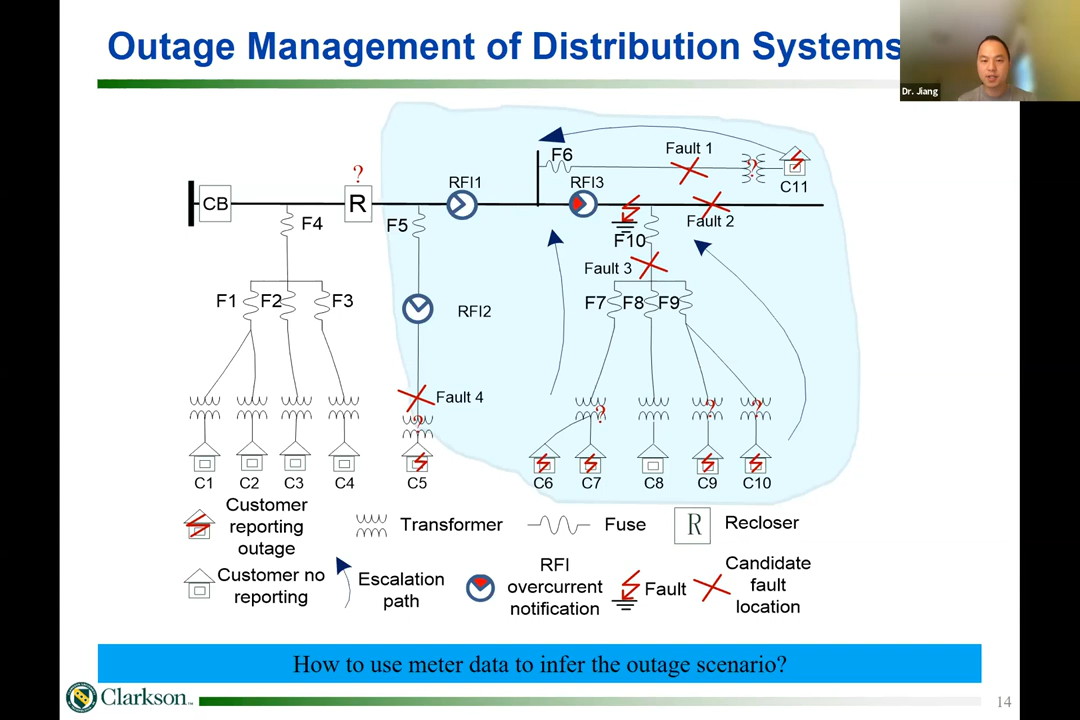 Outage Management of Distribution Systems
Dr. Jiang
CB
?
R
F4
F5
RFI1
F6
RFI3
Fault 1
?
C11
Fault 2
F10
Fault 3
F1
F2
F3
RFI2
F7
F8
F9
Fault 4
?
?
?
?
C1
C2
C3
C4
C5
C6
C7
C8
C9
C10
Customer
reporting
outage
Transformer
Fuse
R
Recloser
Customer no
reporting
Escalation
path
RFI
overcurrent
notification
Fault
Candidate
fault
location
How to use meter data to infer the outage scenario?
Clarkson
14